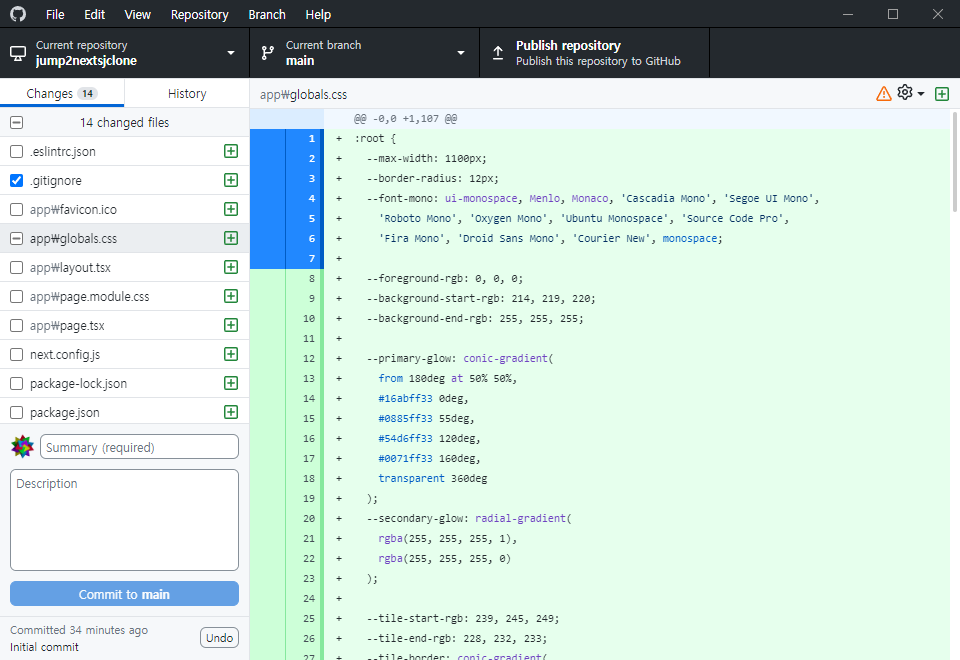 File Edit View Repository Branch Help
Current repository
jump2nextsjclone
Current branch
main
Publish repository
Publish this repository to GitHub
Changes 14
History
14 changed files
.eslintrc.json
.gitignore
app₩favicon.ico
app₩globals.css
app₩layout.tsx
app₩page.module.css
app₩page.tsx
next.config.js
package-lock.json
package.json
Summary (required)
Description
Commit to main
Committed 34 minutes ago
Initial commit
Undo
app₩globals.css
@@ -0,0 +1,107 @@
1 + :root {
2 + --max-width: 1100px;
3 + --border-radius: 12px;
4 + --font-mono: ui-monospace, Menlo, Monaco, 'Cascadia Mono', 'Segoe UI Mono',
5 + 'Roboto Mono', 'Oxygen Mono', 'Ubuntu Monospace', 'Source Code Pro',
6 + 'Fira Mono', 'Droid Sans Mono', 'Courier New', monospace;
7 +
8 + --foreground-rgb: 0, 0, 0;
9 + --background-start-rgb: 214, 219, 220;
10 + --background-end-rgb: 255, 255, 255;
11 +
12 + --primary-glow: conic-gradient(
13 + from 180deg at 50% 50%,
14 + #16abff33 0deg,
15 + #0885ff33 55deg,
16 + #54d6ff33 120deg,
17 + #0071ff33 160deg,
18 + transparent 360deg
19 + );
20 + --secondary-glow: radial-gradient(
21 + rgba(255, 255, 255, 1),
22 + rgba(255, 255, 255, 0)
23 + );
24 +
25 + --tile-start-rgb: 239, 245, 249;
26 + --tile-end-rgb: 228, 232, 233;
27 + --tile-border: conic-gradient(